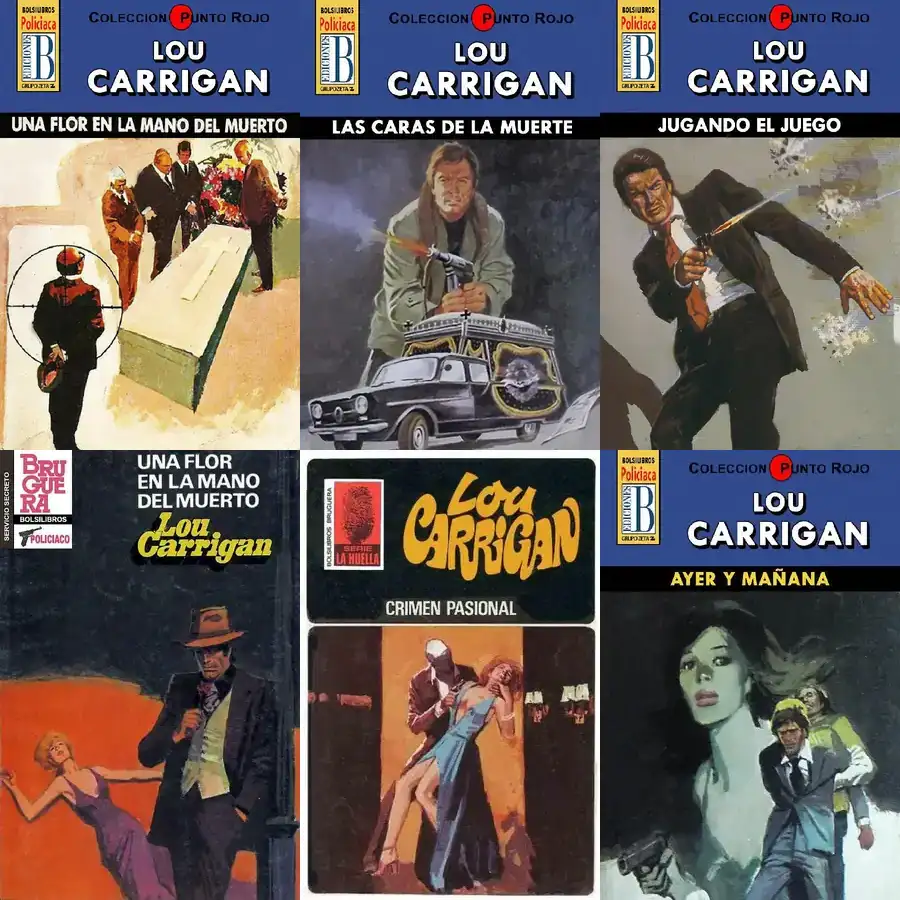 BOLSILIBROS
Policiaca
EDICIONES
B
GRUPO ZETA
COLECCION PUNTO ROJO
LOU
CARRIGAN
UNA FLOR EN LA MANO DEL MUERTO
BOLSILIBROS
Policiaca
EDICIONES
B
GRUPO ZETA
COLECCION PUNTO ROJO
LOU
CARRIGAN
LAS CARAS DE LA MUERTE
BOLSILIBROS
Policiaca
EDICIONES
B
GRUPO ZETA
COLECCION PUNTO ROJO
LOU
CARRIGAN
JUGANDO EL JUEGO
SERVICIO SECRETO
BRU
GUE
RA
BOLSILIBROS
POLICIACO
UNA FLOR
EN LA MANO
DEL MUERTO
Lou
Carrigan
BOLSILIBROS BRUGUERA
SERIE
LA HUELLA
LOU
CARRIGAN
CRIMEN PASIONAL
BOLSILIBROS
Policiaca
EDICIONES
B
GRUPO ZETA
COLECCION PUNTO ROJO
LOU
CARRIGAN
AYER Y MAÑANA